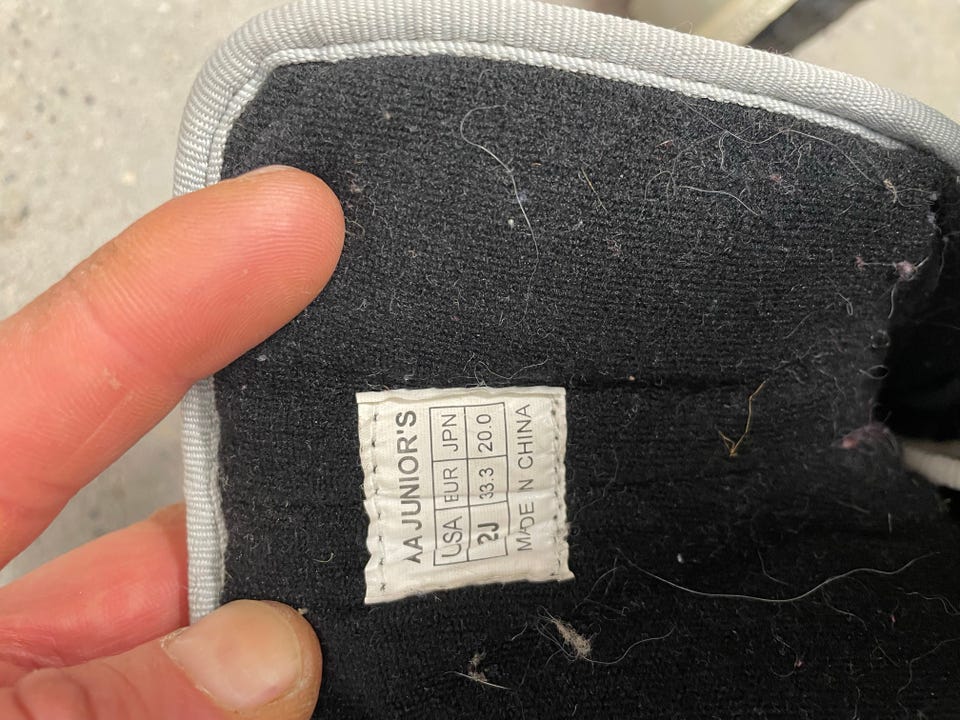 AA JUNIOR'S
USA EUR JPN
2J 33.3 20.0
MADE IN CHINA